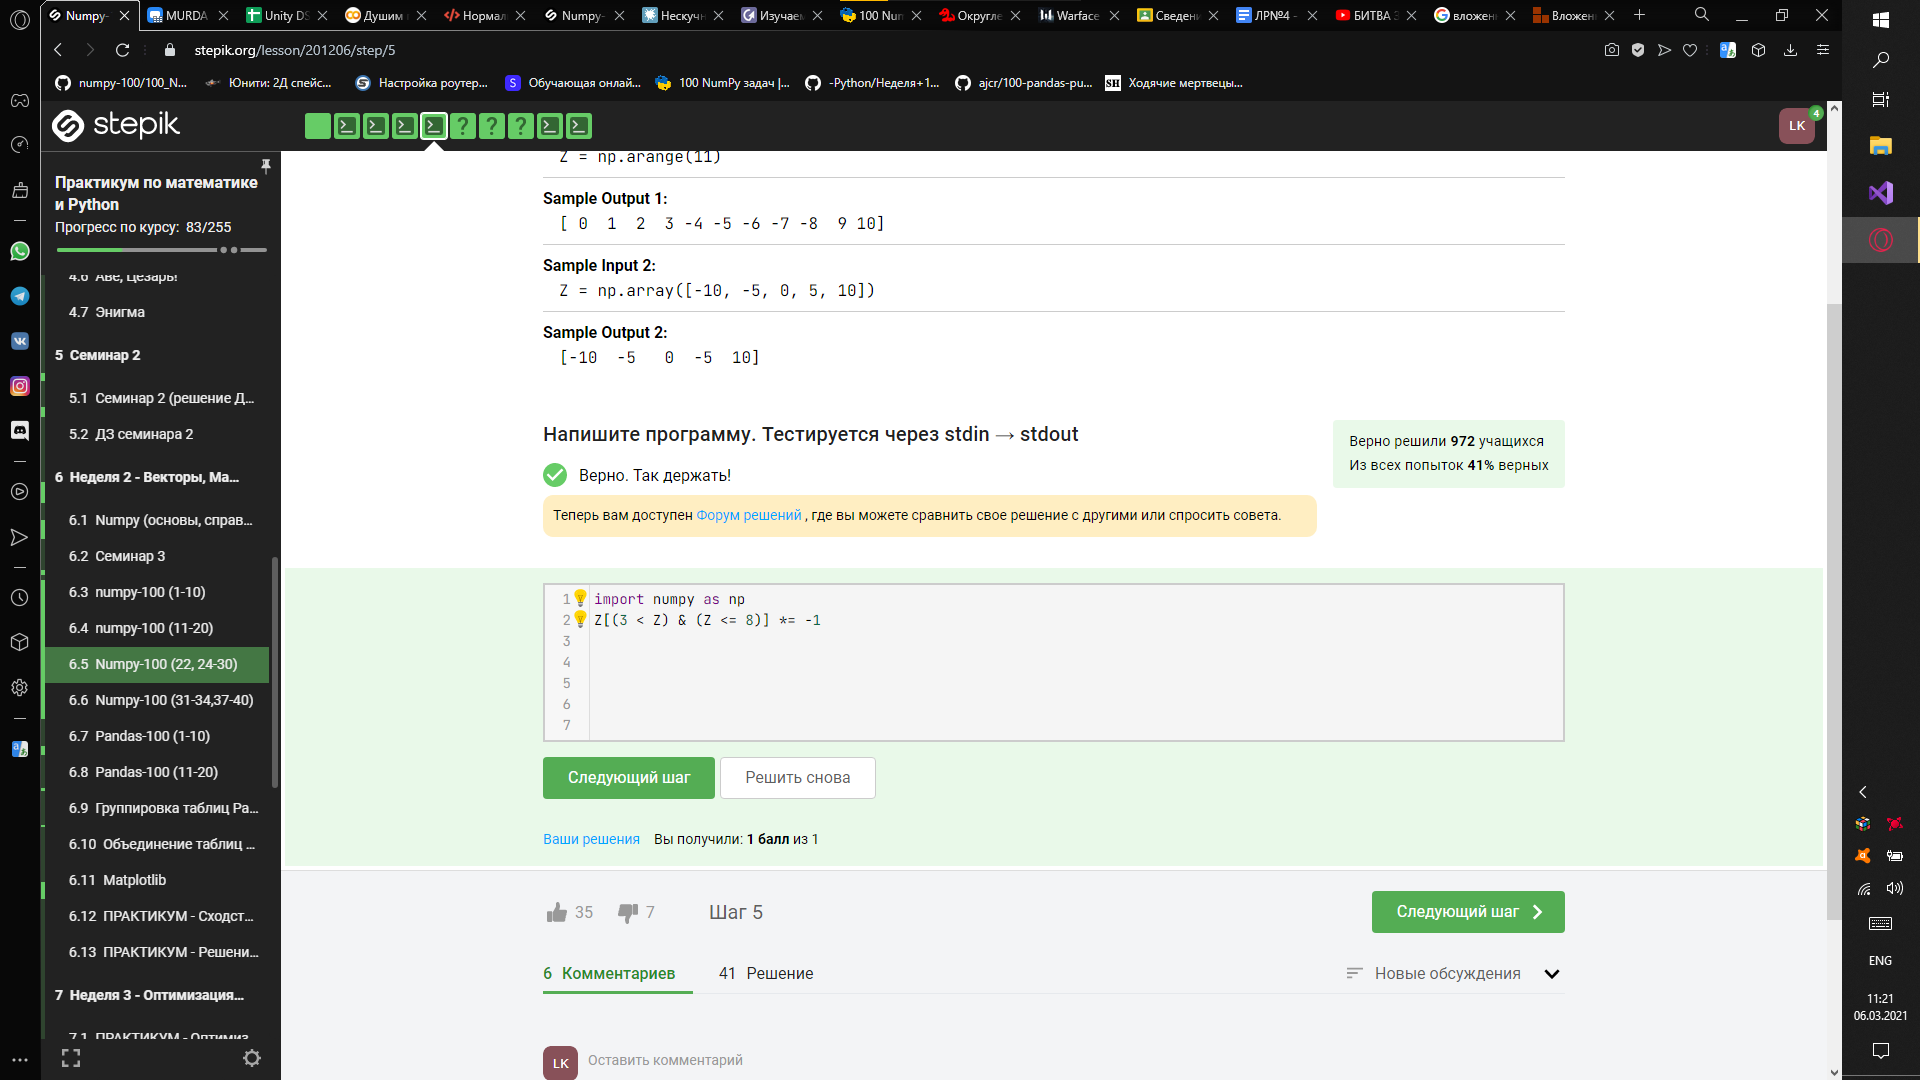 Numpy-
MURDA
Unity DS
Душим
Нормал
Numpy-
Нескуч
Изучаем
100 Num
Округле
Warface
Сведени
ЛР№4 -
БИТВА З
вложен
Вложен
stepik.org/lesson/201206/step/5
numpy-100/100_N...
Юнити: 2Д спейс...
Настройка роутер...
Обучающая онлай...
100 NumPy задач |...
-Python/Неделя+1...
ajcr/100-pandas-pu...
SH Ходячие мертвецы...
stepik
LK
4
Практикум по математике
и Python
Прогресс по курсу: 83/255
4.6 Аве, Цезарь!
4.7 Энигма
5 Семинар 2
5.1 Семинар 2 (решение Д...
5.2 ДЗ семинара 2
6 Неделя 2 - Векторы, Ма...
6.1 Numpy (основы, справ...
6.2 Семинар 3
6.3 numpy-100 (1-10)
6.4 numpy-100 (11-20)
6.5 Numpy-100 (22, 24-30)
6.6 Numpy-100 (31-34,37-40)
6.7 Pandas-100 (1-10)
6.8 Pandas-100 (11-20)
6.9 Группировка таблиц Pa...
6.10 Объединение таблиц ...
6.11 Matplotlib
6.12 ПРАКТИКУМ - Сходст...
6.13 ПРАКТИКУМ - Решени...
7 Неделя 3 - Оптимизация...
7.1 ПРАКТИКУМ - Оптимиз...
Z = np.arange(11)
Sample Output 1:
[ 0  1  2  3 -4 -5 -6 -7 -8  9 10]
Sample Input 2:
Z = np.array([-10, -5, 0, 5, 10])
Sample Output 2:
[-10  -5   0  -5  10]
Напишите программу. Тестируется через stdin → stdout
Верно решили 972 учащихся
Из всех попыток 41% верных
Верно. Так держать!
Теперь вам доступен Форум решений , где вы можете сравнить свое решение с другими или спросить совета.
1 import numpy as np
2 Z[(3 < Z) & (Z <= 8)] *= -1
3
4
5
6
7
Следующий шаг
Решить снова
Ваши решения Вы получили: 1 балл из 1
35
7
Шаг 5
Следующий шаг
6 Комментариев
41 Решение
Новые обсуждения
LK
Оставить комментарий
ENG
11:21
06.03.2021